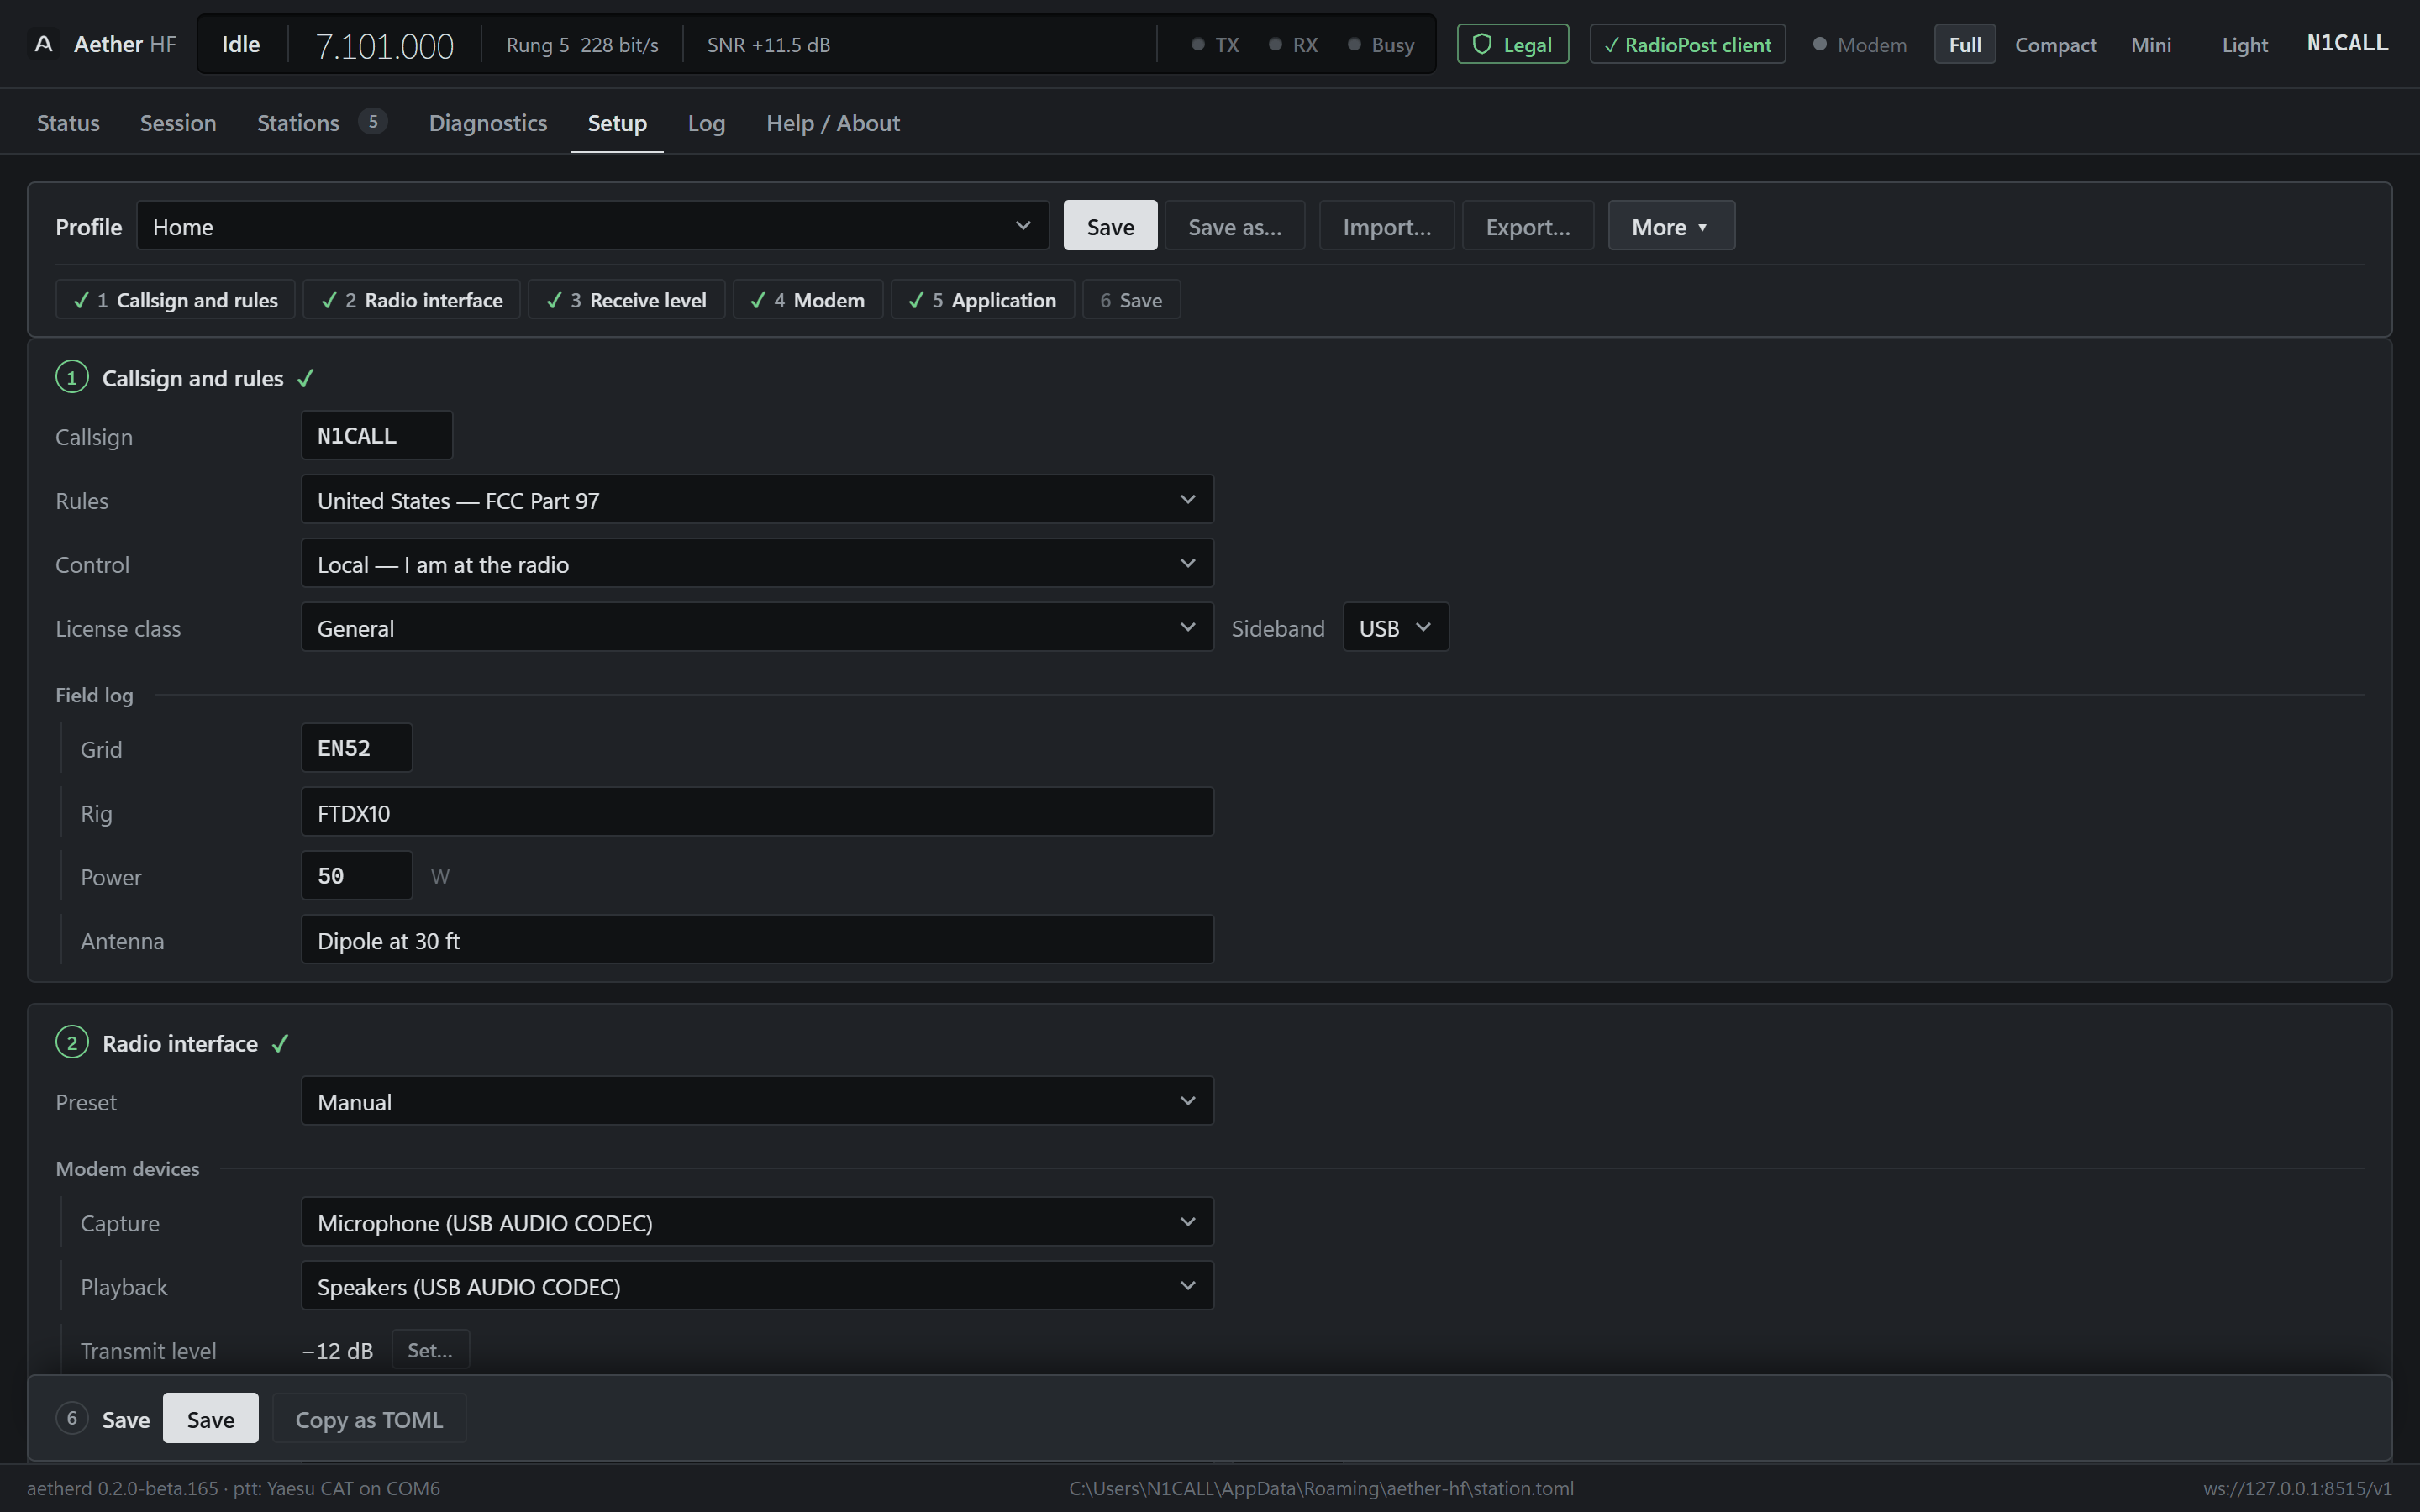 Aether HF Idle 7.101.000 Rung 5 228 bit/s SNR +11.5 dB TX RX Busy Legal ✓ RadioPost client Modem Full Compact Mini Light N1CALL
Status Session Stations 5 Diagnostics Setup Log Help / About
Profile Home Save Save as... Import... Export... More ▾
✓ 1 Callsign and rules ✓ 2 Radio interface ✓ 3 Receive level ✓ 4 Modem ✓ 5 Application 6 Save
1 Callsign and rules ✓
Callsign N1CALL
Rules United States — FCC Part 97
Control Local — I am at the radio
License class General Sideband USB
Field log
Grid EN52
Rig FTDX10
Power 50 W
Antenna Dipole at 30 ft
2 Radio interface ✓
Preset Manual
Modem devices
Capture Microphone (USB AUDIO CODEC)
Playback Speakers (USB AUDIO CODEC)
Transmit level −12 dB Set...
6 Save Save Copy as TOML
aetherd 0.2.0-beta.165 · ptt: Yaesu CAT on COM6 C:\Users\N1CALL\AppData\Roaming\aether-hf\station.toml ws://127.0.0.1:8515/v1